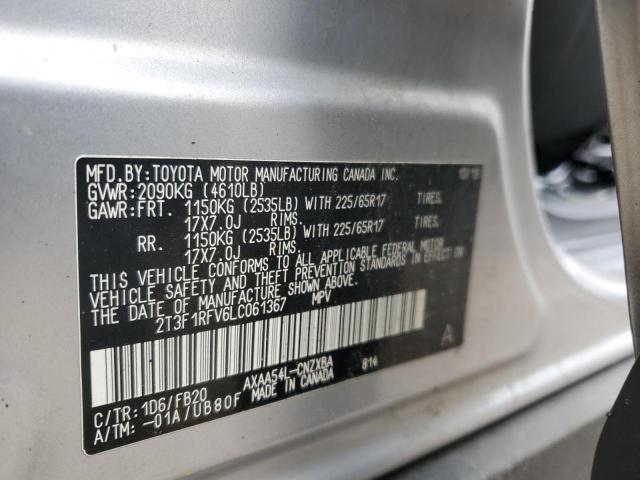 MFD.BY:TOYOTA MOTOR MANUFACTURING CANADA INC. 10/19
GVWR:2090KG (4610LB)
GAWR:FRT. 1150KG (2535LB) WITH 225/65R17 TIRES.
17X7.0J RIMS.
RR. 1150KG (2535LB) WITH 225/65R17 TIRES.
17X7.0J RIMS.
THIS VEHICLE CONFORMS TO ALL APPLICABLE FEDERAL MOTOR
VEHICLE SAFETY AND THEFT PREVENTION STANDARDS IN EFFECT ON
THE DATE OF MANUFACTURE SHOWN ABOVE.
2T3F1RFV6LC061367 MPV
A
C/TR:1D6/FB20 AXAA54L-CNZXBA 814
A/TM:-01A/UB80F MADE IN CANADA